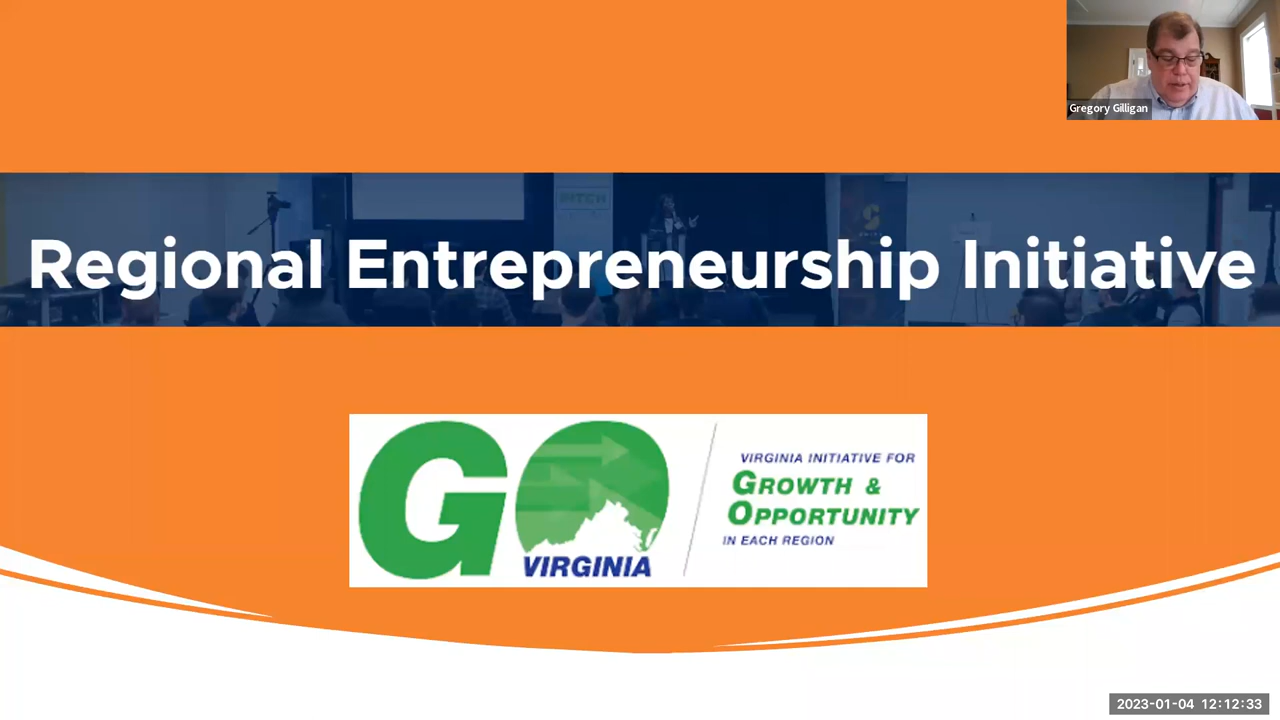 Gregory Gilligan
PITCH
Regional Entrepreneurship Initiative
GO
VIRGINIA
VIRGINIA INITIATIVE FOR
GROWTH &
OPPORTUNITY
IN EACH REGION
2023-01-04 12:12:33